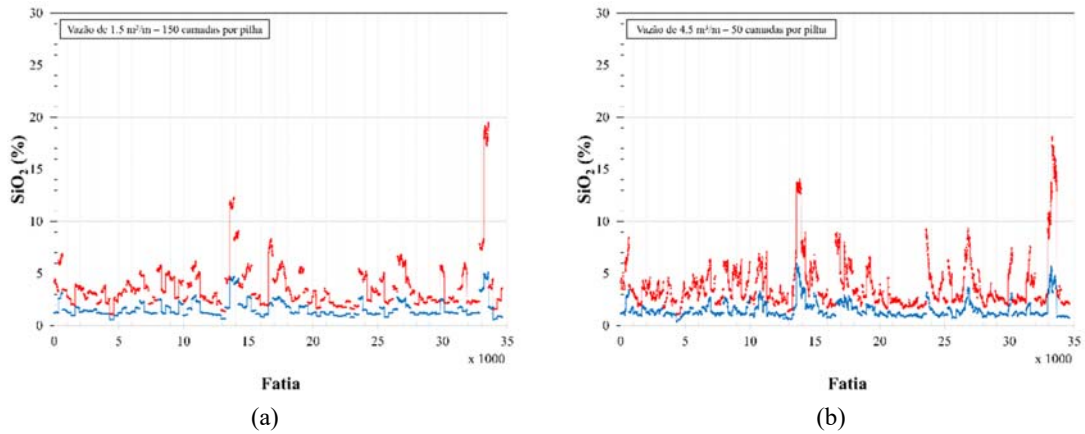 30
25
20
15
10
5
0
SiO₂ (%)
Vazão de 1.5 m³/m – 150 camadas por pilha
0 5 10 15 20 25 30 35
x 1000
Fatia
(a)
30
25
20
15
10
5
0
SiO₂ (%)
Vazão de 4.5 m³/m – 50 camadas por pilha
0 5 10 15 20 25 30 35
x 1000
Fatia
(b)